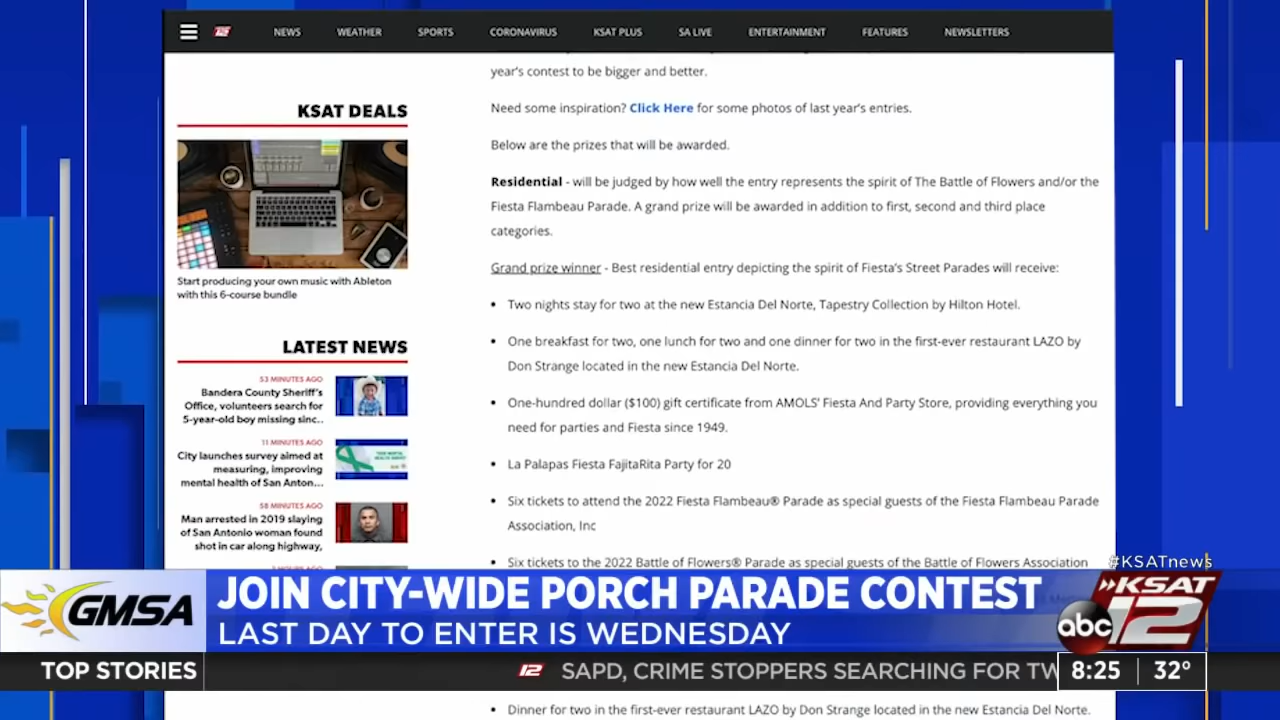 NEWS WEATHER SPORTS CORONAVIRUS KSAT PLUS SA LIVE ENTERTAINMENT FEATURES NEWSLETTERS
year's contest to be bigger and better.
Need some inspiration? Click Here for some photos of last year's entries.
Below are the prizes that will be awarded.
Residential - will be judged by how well the entry represents the spirit of The Battle of Flowers and/or the
Fiesta Flambeau Parade. A grand prize will be awarded in addition to first, second and third place
categories.
Grand prize winner - Best residential entry depicting the spirit of Fiesta's Street Parades will receive:
• Two nights stay for two at the new Estancia Del Norte, Tapestry Collection by Hilton Hotel.
• One breakfast for two, one lunch for two and one dinner for two in the first-ever restaurant LAZO by
Don Strange located in the new Estancia Del Norte.
• One-hundred dollar ($100) gift certificate from AMOLS' Fiesta And Party Store, providing everything you
need for parties and Fiesta since 1949.
• La Palapas Fiesta FajitaRita Party for 20
• Six tickets to attend the 2022 Fiesta Flambeau® Parade as special guests of the Fiesta Flambeau Parade
Association, Inc
• Six tickets to the 2022 Battle of Flowers® Parade as special guests of the Battle of Flowers Association
• Dinner for two in the first-ever restaurant LAZO by Don Strange located in the new Estancia Del Norte.
KSAT DEALS
Start producing your own music with Ableton
with this 6-course bundle
LATEST NEWS
53 MINUTES AGO
Bandera County Sheriff's
Office, volunteers search for
5-year-old boy missing sinc..
11 MINUTES AGO
City launches survey aimed at
measuring, improving
mental health of San Anton...
58 MINUTES AGO
Man arrested in 2019 slaying
of San Antonio woman found
shot in car along highway,
#KSATnews
GMSA
JOIN CITY-WIDE PORCH PARADE CONTEST
LAST DAY TO ENTER IS WEDNESDAY
KSAT
abc 12
TOP STORIES
12 SAPD, CRIME STOPPERS SEARCHING FOR TW
8:25 32°